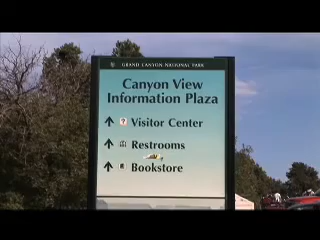 GRAND CANYON NATIONAL PARK
Canyon View
Information Plaza
Visitor Center
Restrooms
Bookstore